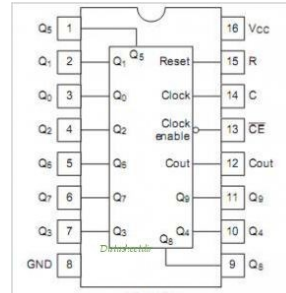 Q5 1 Q5 16 Vcc
Q1 2 Q1 Reset 15 R
Q0 3 Q0 Clock 14 C
Q2 4 Q2 Clock enable 13 CE
Q6 5 Q6 Cout 12 Cout
Q7 6 Q7 Q9 11 Q9
Q3 7 Q3 Q4 10 Q4
GND 8 Q8 9 Q8